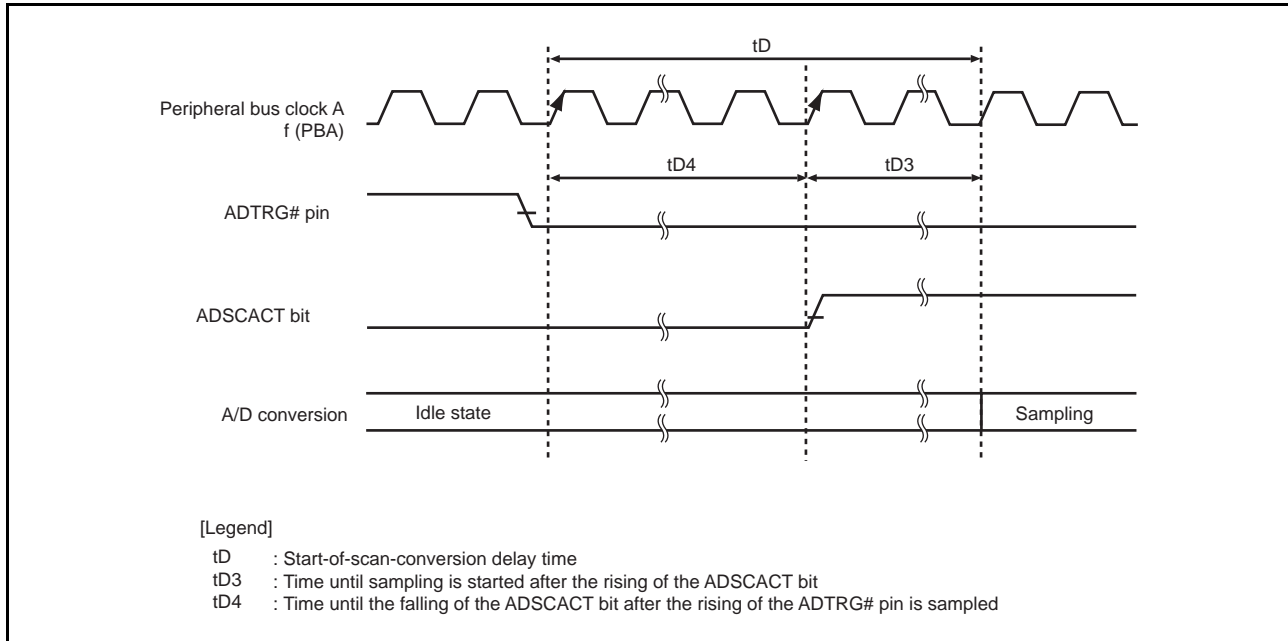 tD
Peripheral bus clock A
f (PBA)
tD4
tD3
ADTRG# pin
ADSCACT bit
A/D conversion
Idle state
Sampling
[Legend]
tD : Start-of-scan-conversion delay time
tD3 : Time until sampling is started after the rising of the ADSCACT bit
tD4 : Time until the falling of the ADSCACT bit after the rising of the ADTRG# pin is sampled